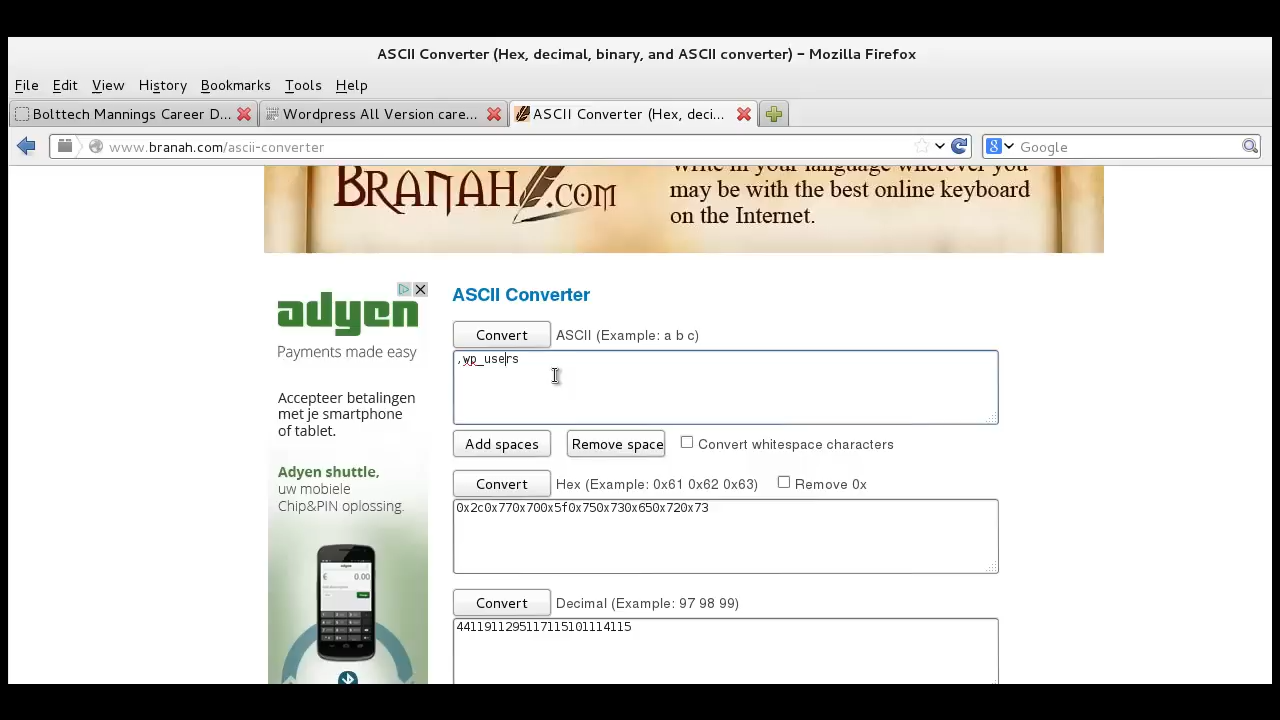 ASCII Converter (Hex, decimal, binary, and ASCII converter) - Mozilla Firefox
File Edit View History Bookmarks Tools Help
Bolttech Mannings Career D... Wordpress All Version care... ASCII Converter (Hex, deci...
www.branah.com/ascii-converter Google
BRANAH.COM
Write in your language wherever you
may be with the best online keyboard
on the Internet.
adyen
Payments made easy
Accepteer betalingen
met je smartphone
of tablet.
Adyen shuttle,
uw mobiele
Chip&PIN oplossing.
€ 0.00
ASCII Converter
Convert ASCII (Example: a b c)
,wp_users
Add spaces Remove space Convert whitespace characters
Convert Hex (Example: 0x61 0x62 0x63) Remove 0x
0x2c0x770x700x5f0x750x730x650x720x73
Convert Decimal (Example: 97 98 99)
4411911295117115101114115